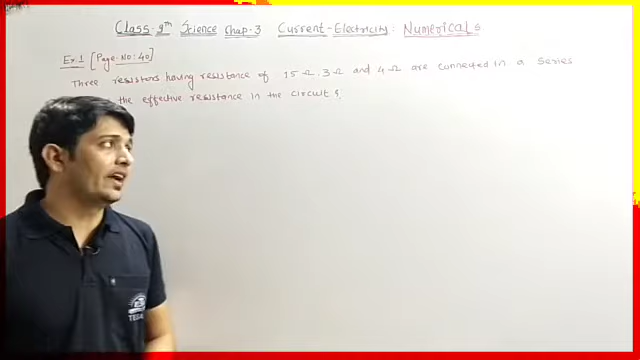 Class-9th Science Chap-3 Current-Electricity: Numericals
Ex 1 [Page-No:40]
Three resistors having resistance of 15 Ω, 3 Ω and 4 Ω are connected in a series
the effective resistance in the circuit ?